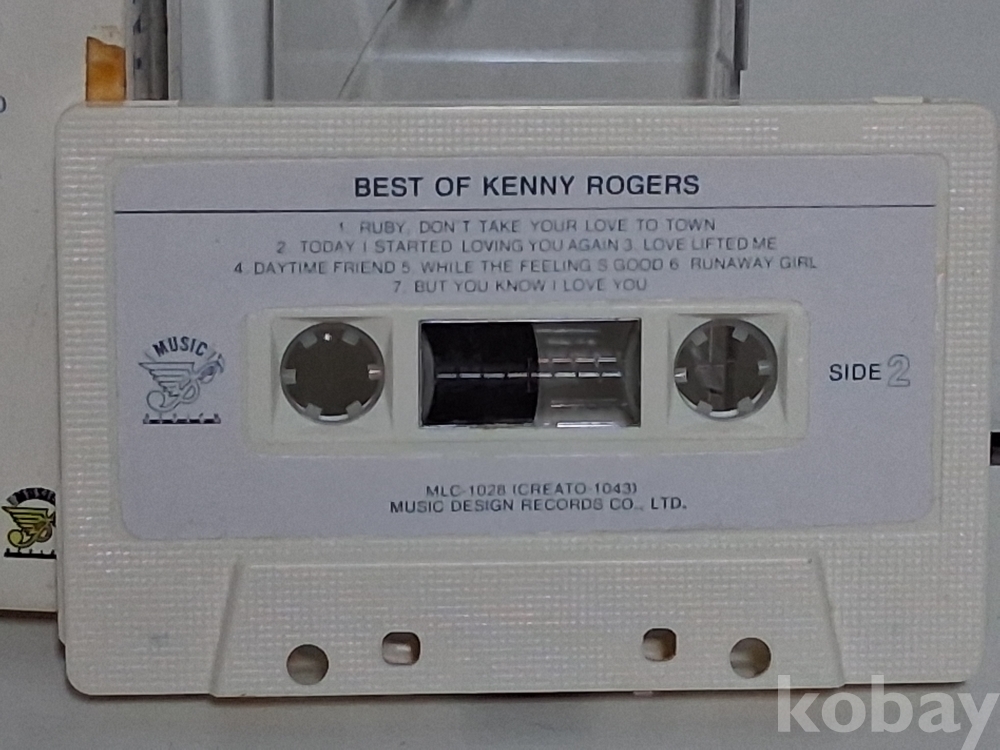 BEST OF KENNY ROGERS
1. RUBY, DON'T TAKE YOUR LOVE TO TOWN
2. TODAY I STARTED LOVING YOU AGAIN 3. LOVE LIFTED ME
4. DAYTIME FRIEND 5. WHILE THE FEELING S GOOD 6. RUNAWAY GIRL
7. BUT YOU KNOW I LOVE YOU
MUSIC
SIDE 2
MLC-1028 (CREATO-1043)
MUSIC DESIGN RECORDS CO., LTD.
kobay